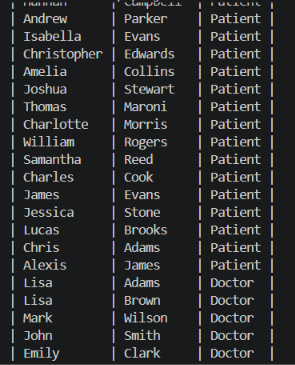 | Hannah | Campbell | Patient |
| Andrew | Parker | Patient |
| Isabella | Evans | Patient |
| Christopher | Edwards | Patient |
| Amelia | Collins | Patient |
| Joshua | Stewart | Patient |
| Thomas | Maroni | Patient |
| Charlotte | Morris | Patient |
| William | Rogers | Patient |
| Samantha | Reed | Patient |
| Charles | Cook | Patient |
| James | Evans | Patient |
| Jessica | Stone | Patient |
| Lucas | Brooks | Patient |
| Chris | Adams | Patient |
| Alexis | James | Patient |
| Lisa | Adams | Doctor |
| Lisa | Brown | Doctor |
| Mark | Wilson | Doctor |
| John | Smith | Doctor |
| Emily | Clark | Doctor |